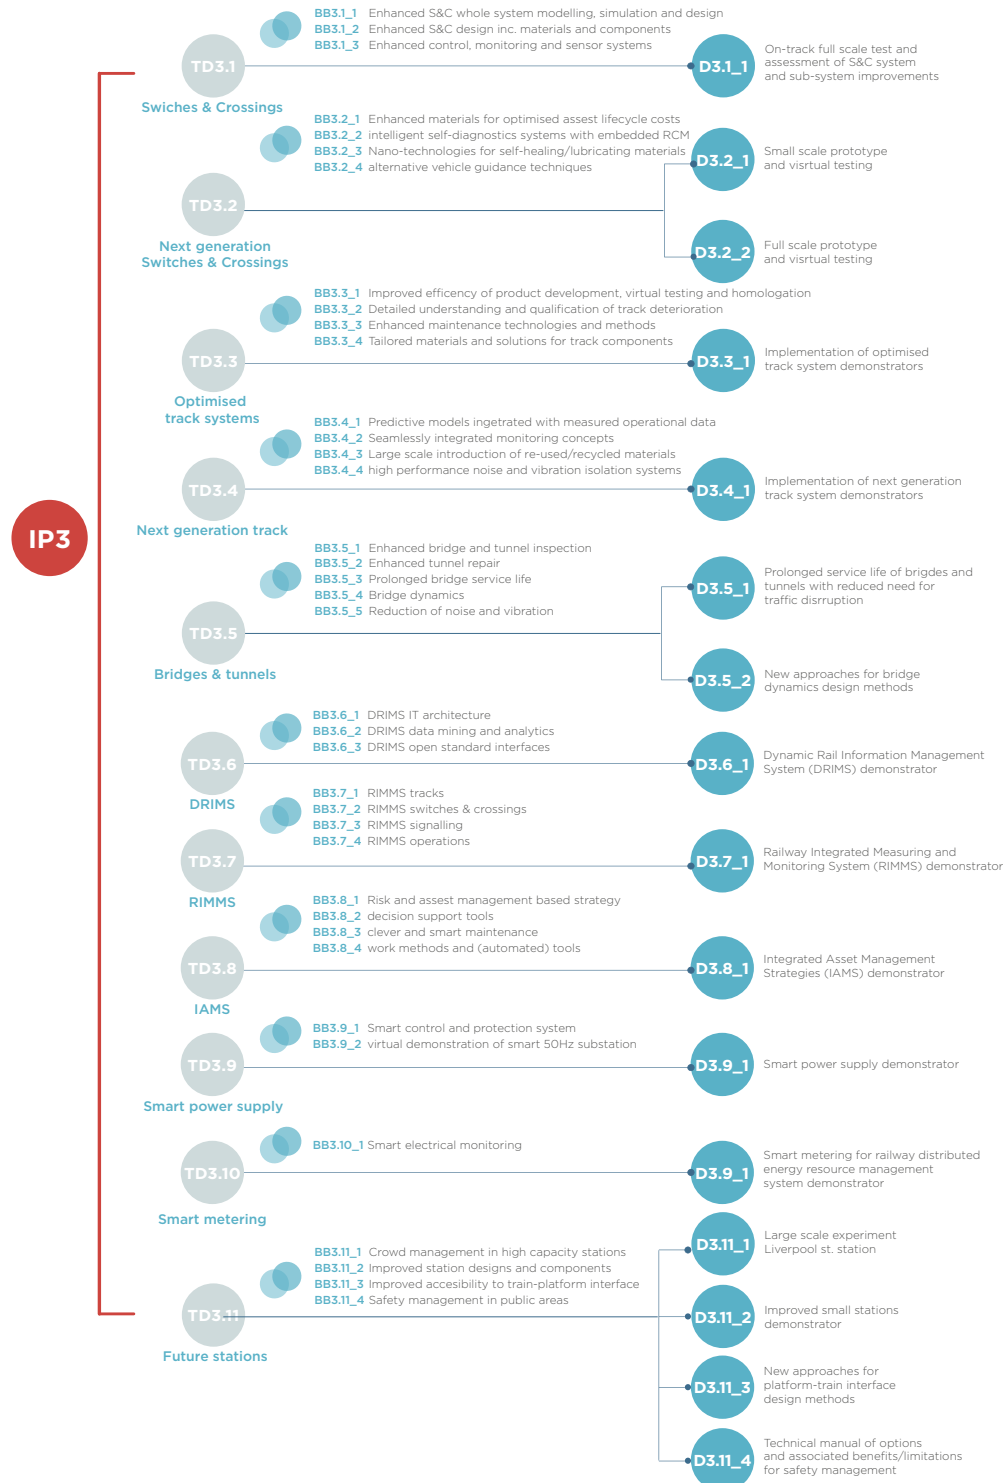 IP3
TD3.1
Swiches & Crossings
BB3.1_1 Enhanced S&C whole system modelling, simulation and design
BB3.1_2 Enhanced S&C design inc. materials and components
BB3.1_3 Enhanced control, monitoring and sensor systems
D3.1_1
On-track full scale test and
assessment of S&C system
and sub-system improvements
TD3.2
Next generation
Switches & Crossings
BB3.2_1 Enhanced materials for optimised assest lifecycle costs
BB3.2_2 intelligent self-diagnostics systems with embedded RCM
BB3.2_3 Nano-technologies for self-healing/lubricating materials
BB3.2_4 alternative vehicle guidance techniques
D3.2_1
Small scale prototype
and visrtual testing
D3.2_2
Full scale prototype
and visrtual testing
TD3.3
Optimised
track systems
BB3.3_1 Improved efficency of product development, virtual testing and homologation
BB3.3_2 Detailed understanding and qualification of track deterioration
BB3.3_3 Enhanced maintenance technologies and methods
BB3.3_4 Tailored materials and solutions for track components
D3.3_1
Implementation of optimised
track system demonstrators
TD3.4
Next generation track
BB3.4_1 Predictive models ingetrated with measured operational data
BB3.4_2 Seamlessly integrated monitoring concepts
BB3.4_3 Large scale introduction of re-used/recycled materials
BB3.4_4 high performance noise and vibration isolation systems
D3.4_1
Implementation of next generation
track system demonstrators
TD3.5
Bridges & tunnels
BB3.5_1 Enhanced bridge and tunnel inspection
BB3.5_2 Enhanced tunnel repair
BB3.5_3 Prolonged bridge service life
BB3.5_4 Bridge dynamics
BB3.5_5 Reduction of noise and vibration
D3.5_1
Prolonged service life of brigdes and
tunnels with reduced need for
traffic disrruption
D3.5_2
New approaches for bridge
dynamics design methods
TD3.6
DRIMS
BB3.6_1 DRIMS IT architecture
BB3.6_2 DRIMS data mining and analytics
BB3.6_3 DRIMS open standard interfaces
D3.6_1
Dynamic Rail Information Management
System (DRIMS) demonstrator
TD3.7
RIMMS
BB3.7_1 RIMMS tracks
BB3.7_2 RIMMS switches & crossings
BB3.7_3 RIMMS signalling
BB3.7_4 RIMMS operations
D3.7_1
Railway Integrated Measuring and
Monitoring System (RIMMS) demonstrator
TD3.8
IAMS
BB3.8_1 Risk and assest management based strategy
BB3.8_2 decision support tools
BB3.8_3 clever and smart maintenance
BB3.8_4 work methods and (automated) tools
D3.8_1
Integrated Asset Management
Strategies (IAMS) demonstrator
TD3.9
Smart power supply
BB3.9_1 Smart control and protection system
BB3.9_2 virtual demonstration of smart 50Hz substation
D3.9_1
Smart power supply demonstrator
TD3.10
Smart metering
BB3.10_1 Smart electrical monitoring
D3.9_1
Smart metering for railway distributed
energy resource management
system demonstrator
TD3.11
Future stations
BB3.11_1 Crowd management in high capacity stations
BB3.11_2 Improved station designs and components
BB3.11_3 Improved accesibility to train-platform interface
BB3.11_4 Safety management in public areas
D3.11_1
Large scale experiment
Liverpool st. station
D3.11_2
Improved small stations
demonstrator
D3.11_3
New approaches for
platform-train interface
design methods
D3.11_4
Technical manual of options
and associated benefits/limitations
for safety management